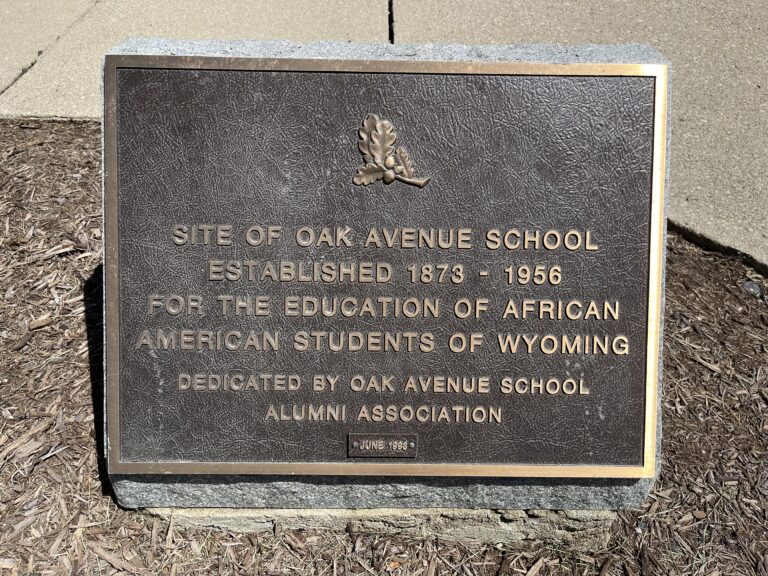 SITE OF OAK AVENUE SCHOOL
ESTABLISHED 1873 - 1956
FOR THE EDUCATION OF AFRICAN
AMERICAN STUDENTS OF WYOMING
DEDICATED BY OAK AVENUE SCHOOL
ALUMNI ASSOCIATION
JUNE 1998